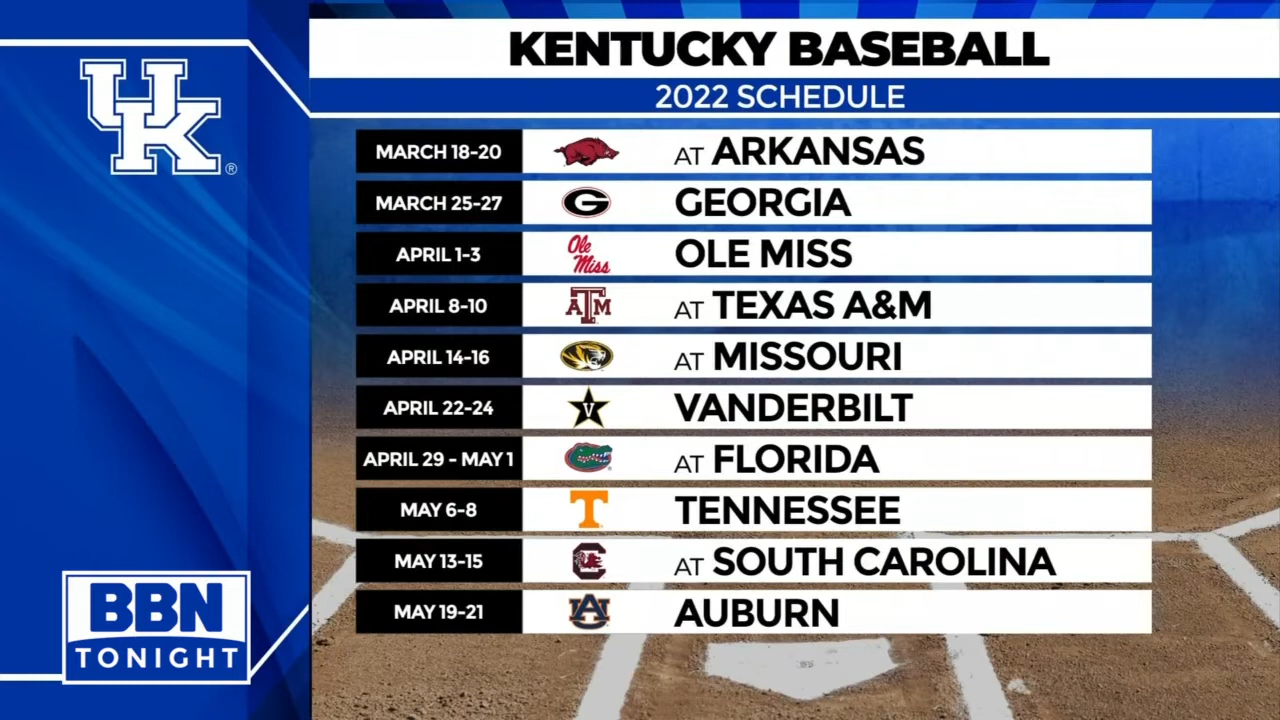 UK®
KENTUCKY BASEBALL
2022 SCHEDULE
MARCH 18-20 AT ARKANSAS
MARCH 25-27 G GEORGIA
APRIL 1-3 Ole Miss OLE MISS
APRIL 8-10 ATM AT TEXAS A&M
APRIL 14-16 AT MISSOURI
APRIL 22-24 V VANDERBILT
APRIL 29 - MAY 1 AT FLORIDA
MAY 6-8 T TENNESSEE
MAY 13-15 C AT SOUTH CAROLINA
MAY 19-21 AU AUBURN
BBN
TONIGHT